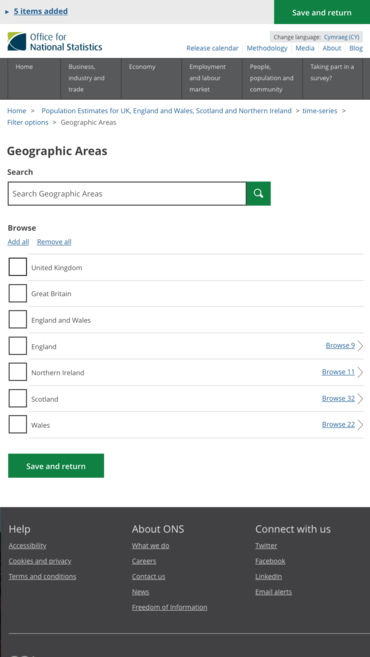 ▸ 5 items added
Save and return
Office for
National Statistics
Change language: Cymraeg (CY)
Release calendar Methodology Media About Blog
Home
Business,
industry and
trade
Economy
Employment
and labour
market
People,
population and
community
Taking part in a
survey?
Home > Population Estimates for UK, England and Wales, Scotland and Northern Ireland > time-series >
Filter options > Geographic Areas
Geographic Areas
Search
Search Geographic Areas
Browse
Add all Remove all
United Kingdom
Great Britain
England and Wales
England Browse 9
Northern Ireland Browse 11
Scotland Browse 32
Wales Browse 22
Save and return
Help
Accessibility
Cookies and privacy
Terms and conditions
About ONS
What we do
Careers
Contact us
News
Freedom of Information
Connect with us
Twitter
Facebook
LinkedIn
Email alerts